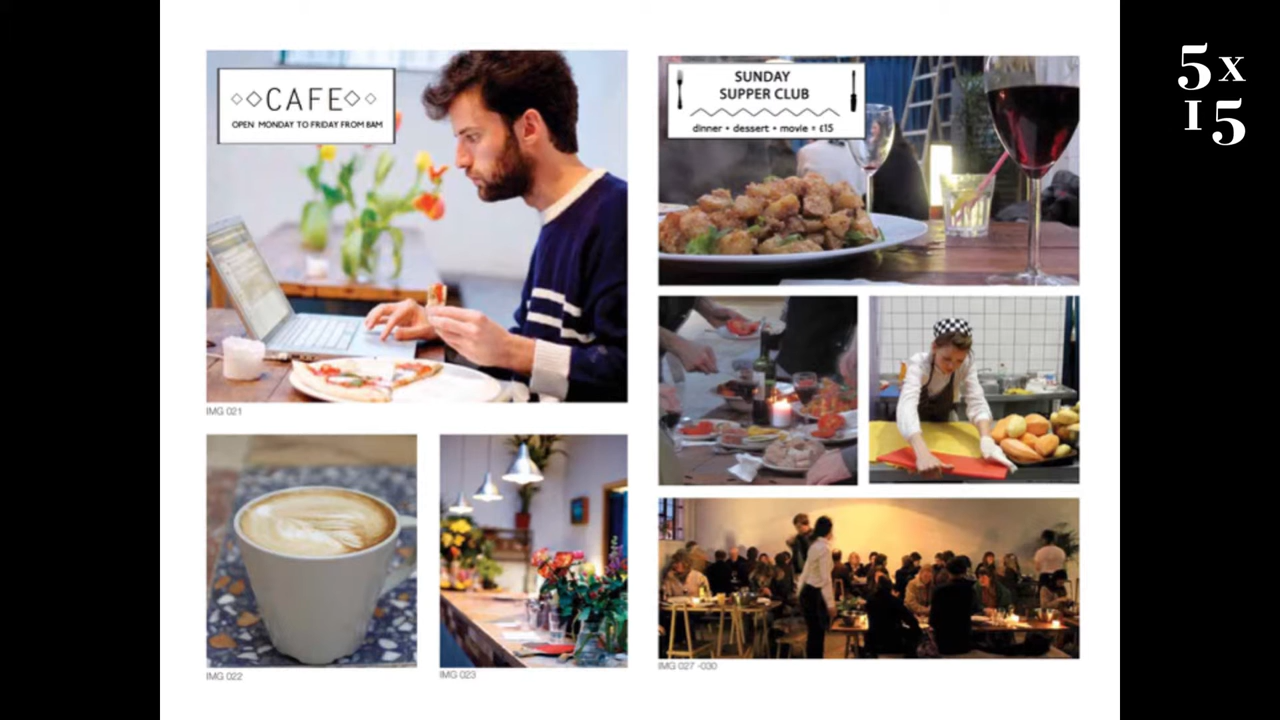 ◇◇CAFE◇◇
OPEN MONDAY TO FRIDAY FROM 8AM
IMG 021
IMG 022
IMG 023
SUNDAY
SUPPER CLUB
dinner • dessert • movie = £15
IMG 027 -030
5 x
15